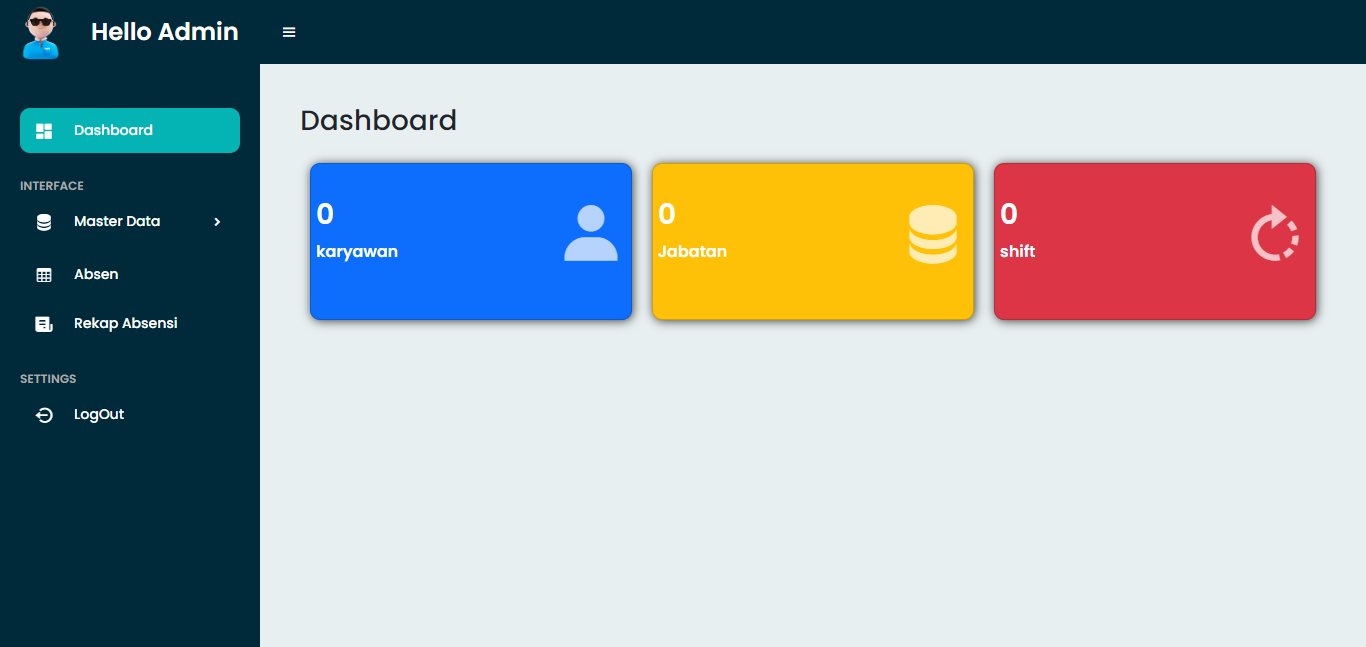 Hello Admin
Dashboard
INTERFACE
Master Data
Absen
Rekap Absensi
SETTINGS
LogOut
Dashboard
0
karyawan
0
Jabatan
0
shift